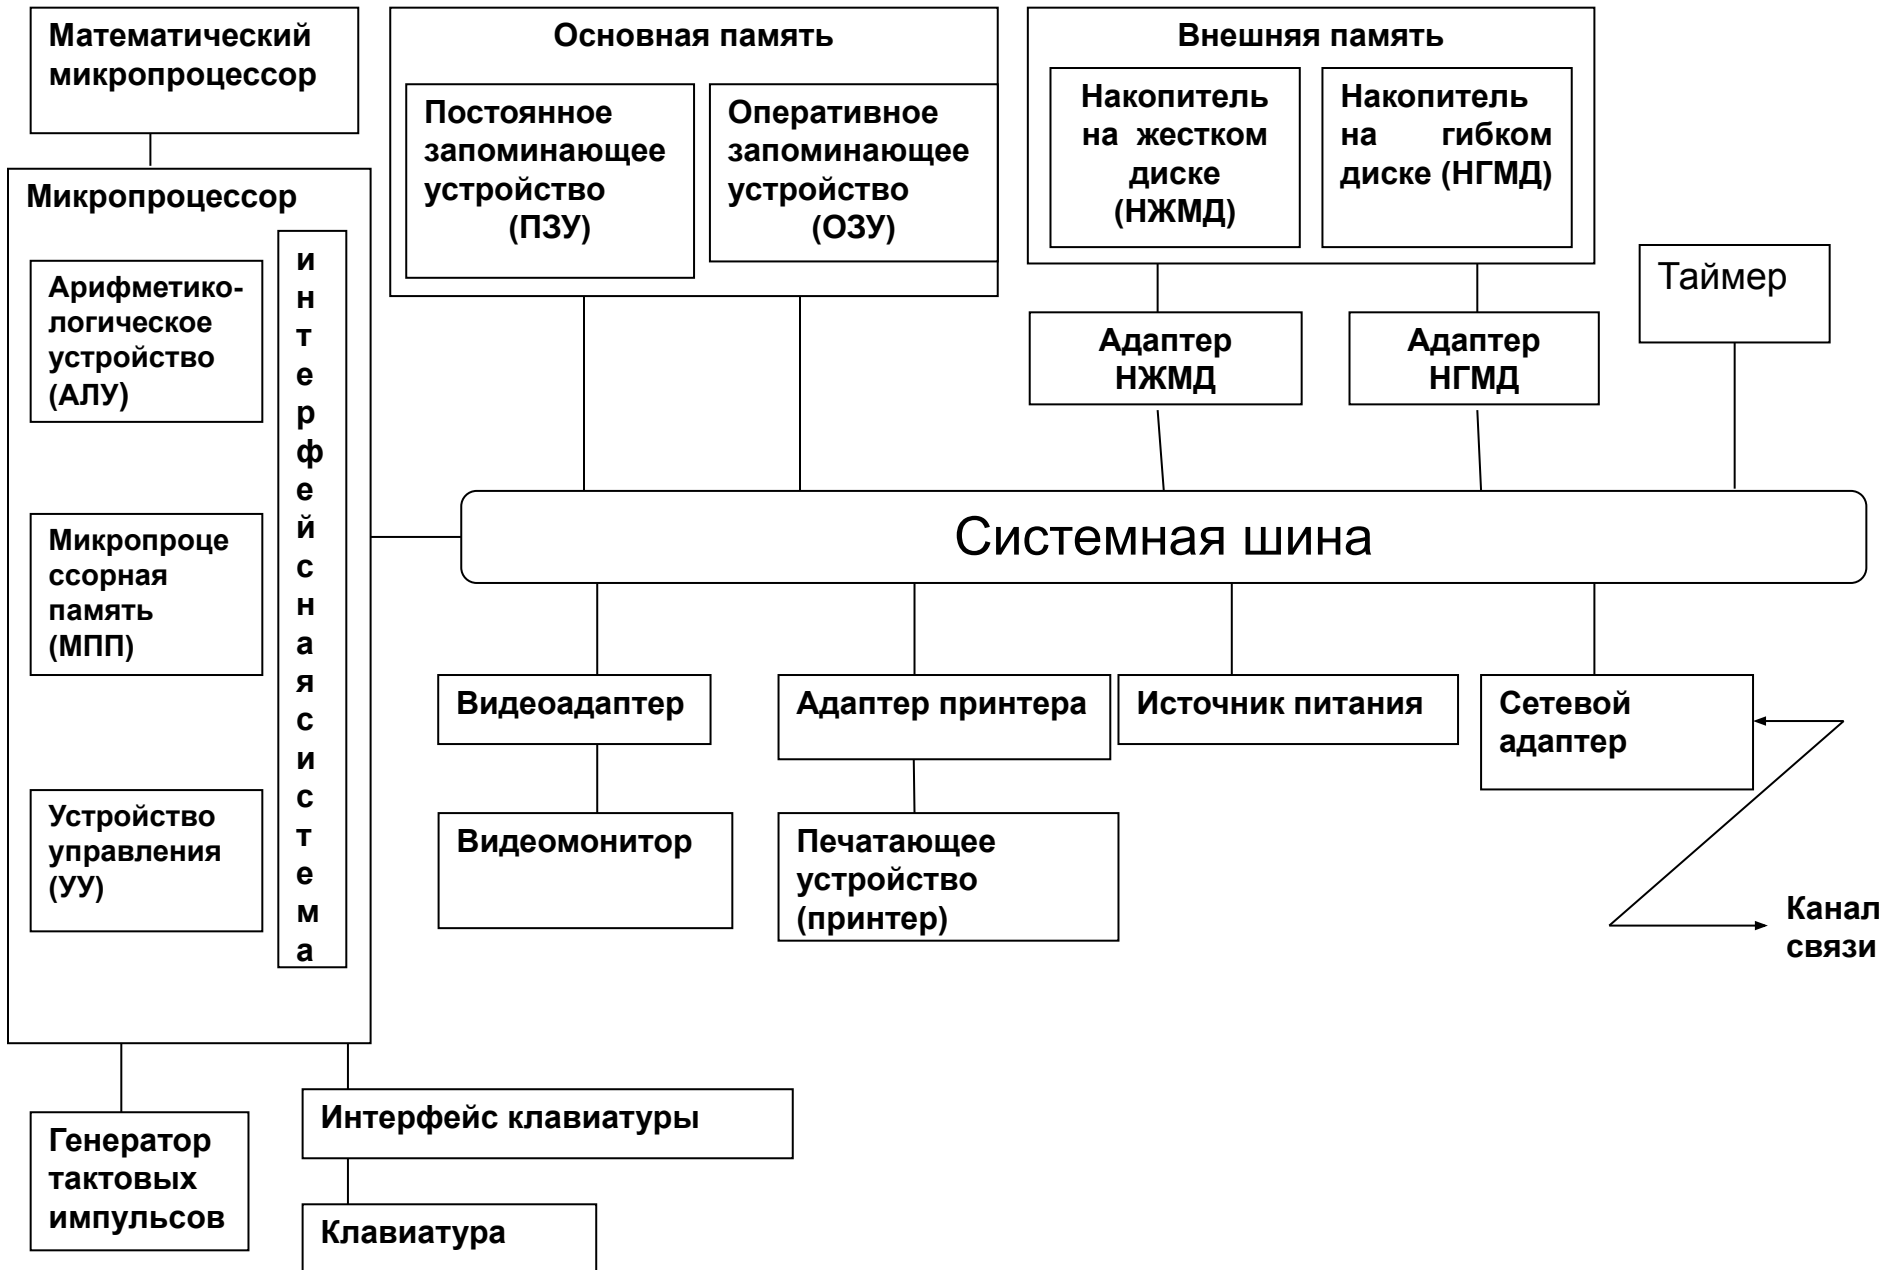 Математический
микропроцессор
Основная память
Постоянное
запоминающее
устройство
(ПЗУ)
Оперативное
запоминающее
устройство
(ОЗУ)
Внешняя память
Накопитель
на жестком
диске
(НЖМД)
Накопитель
на гибком
диске (НГМД)
Таймер
Адаптер
НЖМД
Адаптер
НГМД
Микропроцессор
Арифметико-
логическое
устройство
(АЛУ)
Микропроце
ссорная
память
(МПП)
Устройство
управления
(УУ)
и
н
т
е
р
ф
е
й
с
н
а
я
с
и
с
т
е
м
а
Системная шина
Видеоадаптер
Адаптер принтера
Источник питания
Сетевой
адаптер
Видеомонитор
Печатающее
устройство
(принтер)
Канал
связи
Генератор
тактовых
импульсов
Интерфейс клавиатуры
Клавиатура